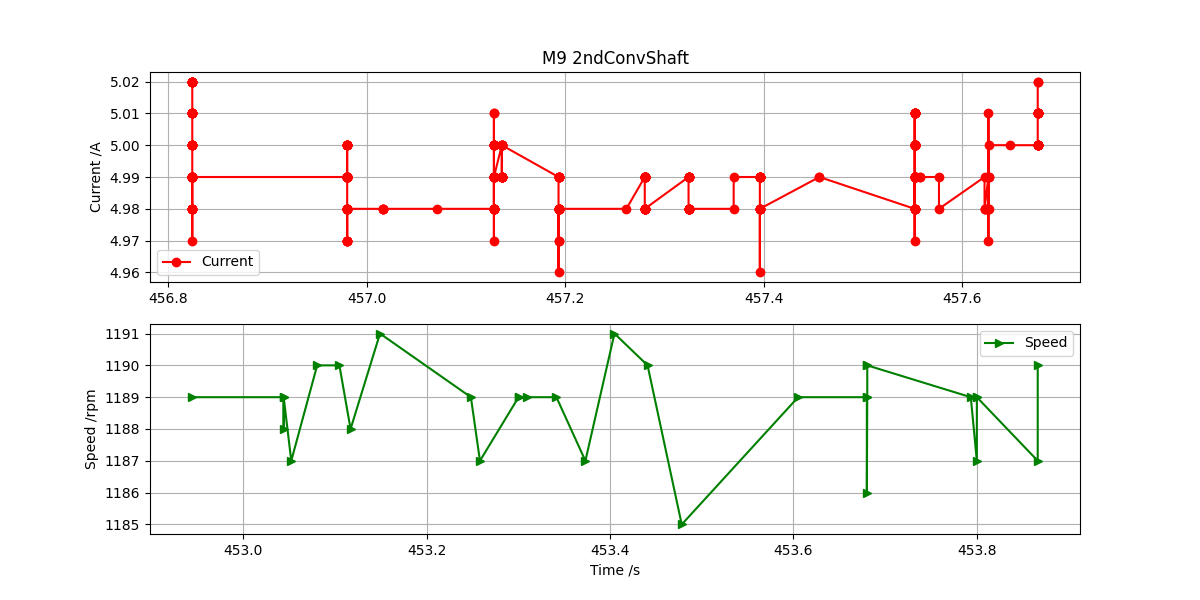 M9 2ndConvShaft
5.02
5.01
5.00
4.99
4.98
4.97
4.96
Current /A
Current
456.8 457.0 457.2 457.4 457.6
1191
1190
1189
1188
1187
1186
1185
Speed /rpm
Speed
453.0 453.2 453.4 453.6 453.8
Time /s